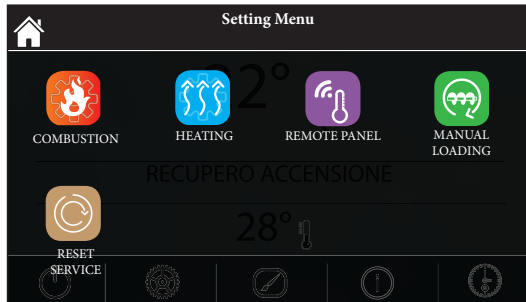 Setting Menu
22°
COMBUSTION
HEATING
REMOTE PANEL
MANUAL
LOADING
RECUPERO ACCENSIONE
28°
RESET
SERVICE